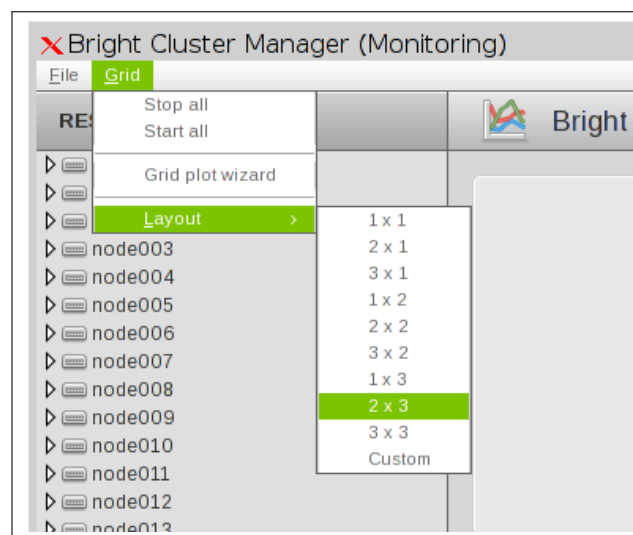 Bright Cluster Manager (Monitoring)
File Grid
RES
Bright
Stop all
Start all
Grid plot wizard
Layout >
1 x 1
2 x 1
3 x 1
1 x 2
2 x 2
3 x 2
1 x 3
2 x 3
3 x 3
Custom
node003
node004
node005
node006
node007
node008
node009
node010
node011
node012
node013